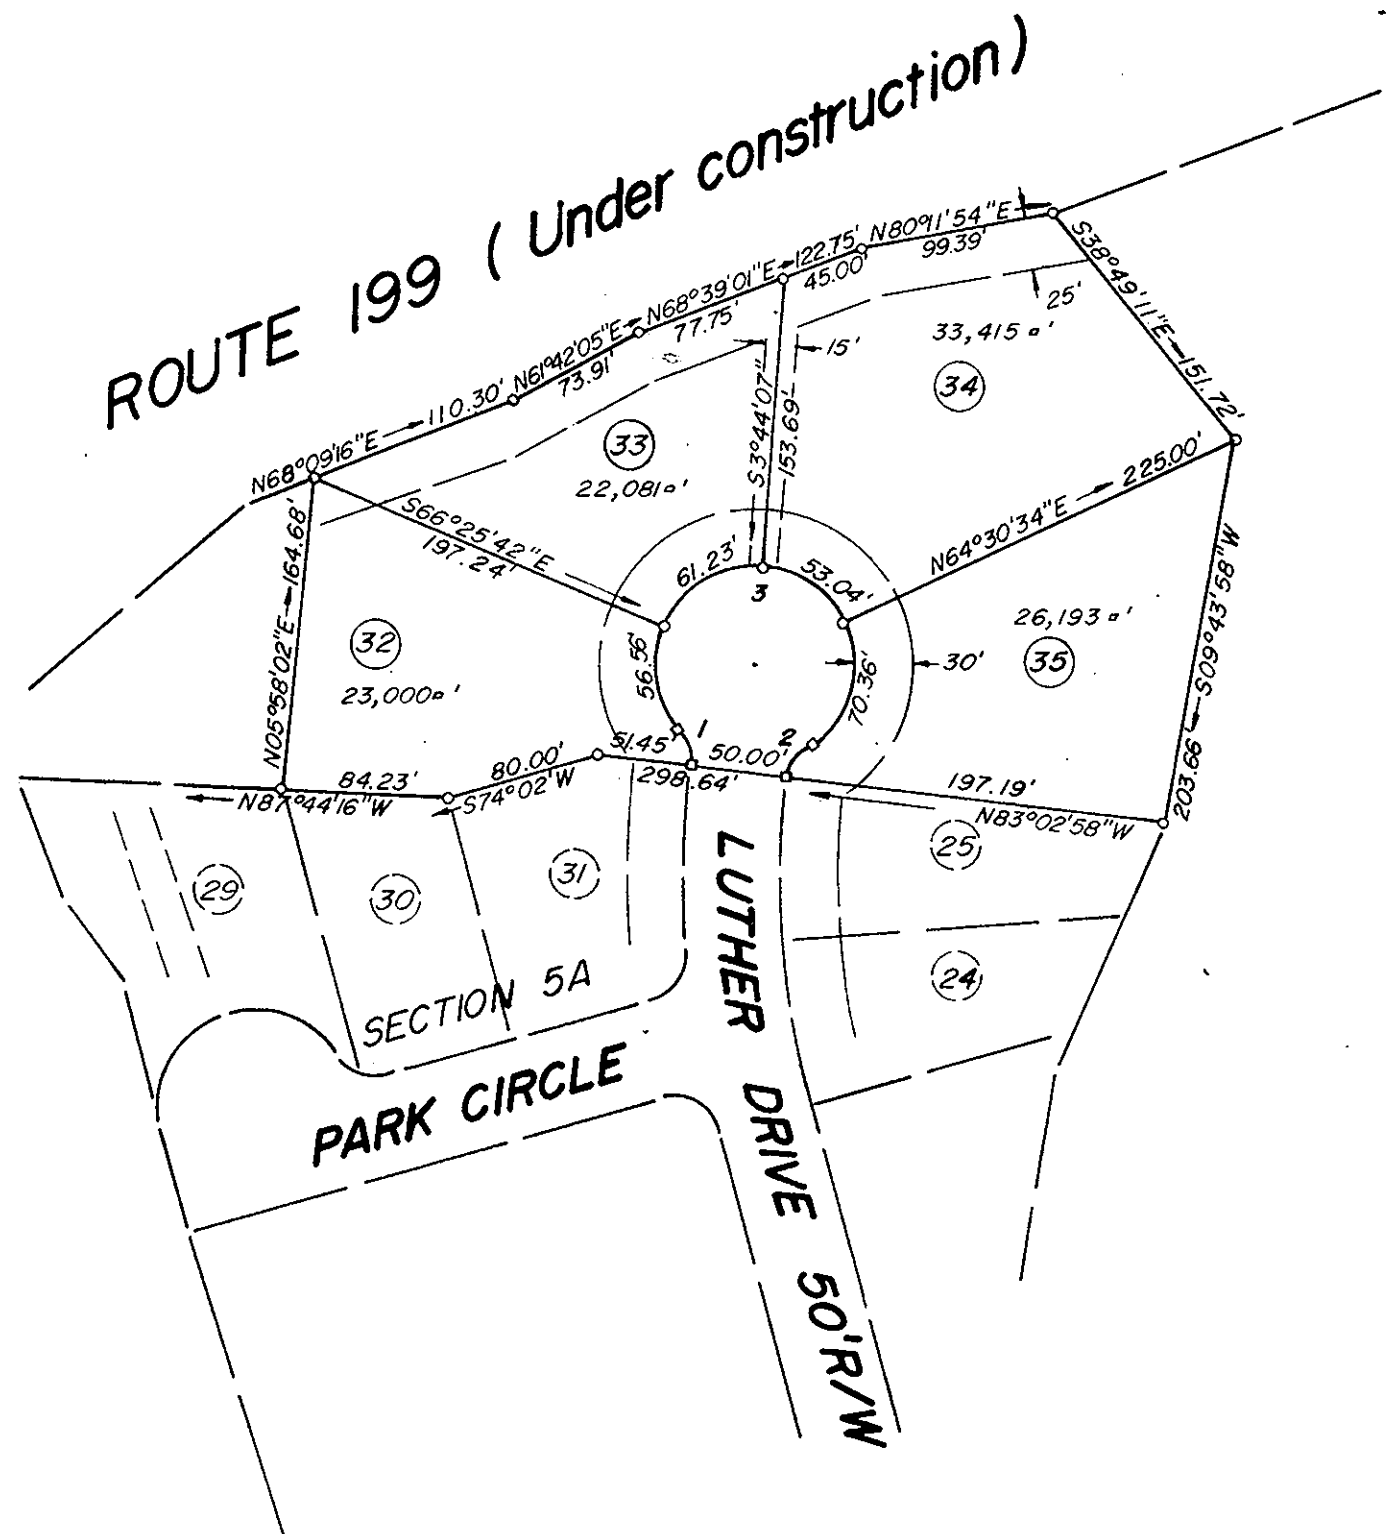 ROUTE 199 ( Under construction)
N68°09'16"E
110.30'
N61°42'05"E
73.91'
N68°39'01"E
122.75'
77.75'
45.00'
N80°11'54"E
99.39'
S38°49'11"E
151.72'
25'
15'
33,415 □'
34
33
22,081□'
S3°44'07"
153.69'
S66°25'42"E
197.24'
N05°58'02"E
164.68'
32
23,000□'
61.23'
53.04'
3
56.56'
70.36'
30'
N64°30'34"E
225.00'
26,193 □'
35
S09°43'58"W
203.66'
1
2
51.45'
50.00'
298.64'
197.19'
N83°02'58"W
84.23'
N87°44'16"W
80.00'
S74°02'W
29
30
31
25
24
SECTION 5A
PARK CIRCLE
LUTHER DRIVE 50'R/W